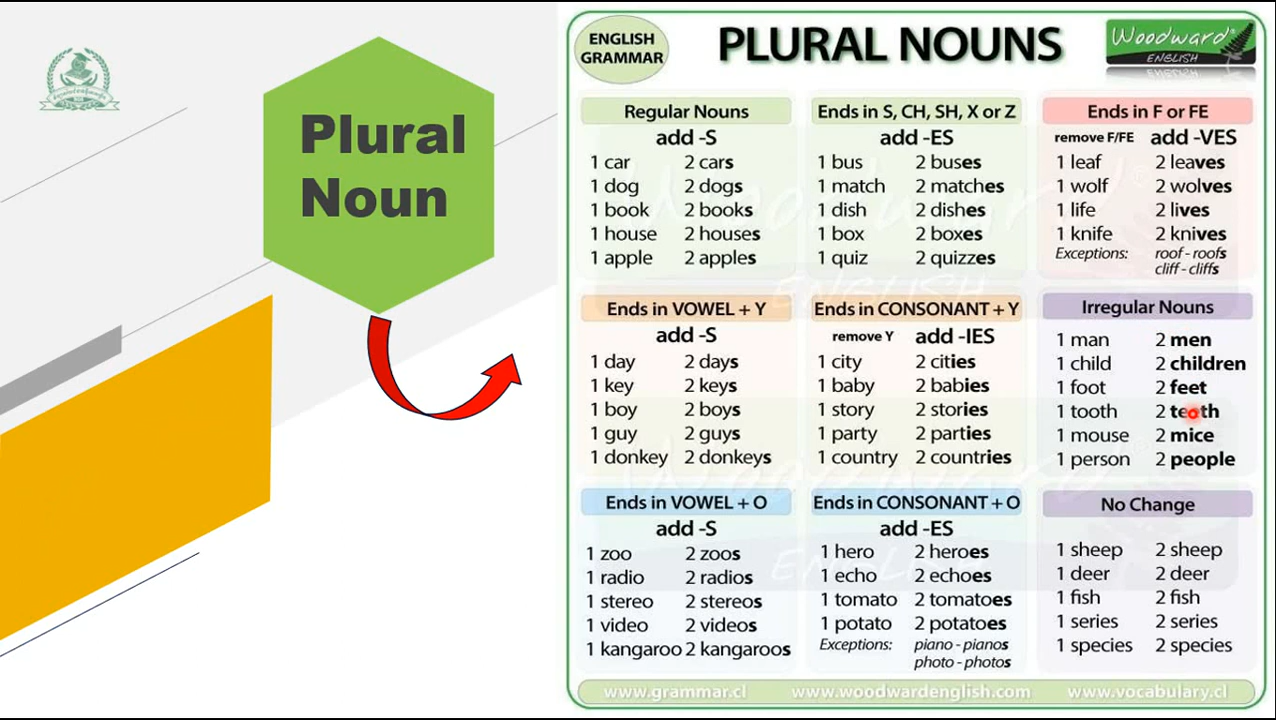 Plural
Noun
ENGLISH
GRAMMAR
PLURAL NOUNS
Woodward®
ENGLISH
Regular Nouns
add -S
1 car 2 cars
1 dog 2 dogs
1 book 2 books
1 house 2 houses
1 apple 2 apples
Ends in S, CH, SH, X or Z
add -ES
1 bus 2 buses
1 match 2 matches
1 dish 2 dishes
1 box 2 boxes
1 quiz 2 quizzes
Ends in F or FE
remove F/FE add -VES
1 leaf 2 leaves
1 wolf 2 wolves
1 life 2 lives
1 knife 2 knives
Exceptions: roof - roofs
cliff - cliffs
Ends in VOWEL + Y
add -S
1 day 2 days
1 key 2 keys
1 boy 2 boys
1 guy 2 guys
1 donkey 2 donkeys
Ends in CONSONANT + Y
remove Y add -IES
1 city 2 cities
1 baby 2 babies
1 story 2 stories
1 party 2 parties
1 country 2 countries
Irregular Nouns
1 man 2 men
1 child 2 children
1 foot 2 feet
1 tooth 2 teeth
1 mouse 2 mice
1 person 2 people
Ends in VOWEL + O
add -S
1 zoo 2 zoos
1 radio 2 radios
1 stereo 2 stereos
1 video 2 videos
1 kangaroo 2 kangaroos
Ends in CONSONANT + O
add -ES
1 hero 2 heroes
1 echo 2 echoes
1 tomato 2 tomatoes
1 potato 2 potatoes
Exceptions: piano - pianos
photo - photos
No Change
1 sheep 2 sheep
1 deer 2 deer
1 fish 2 fish
1 series 2 series
1 species 2 species
www.grammar.cl www.woodwardenglish.com www.vocabulary.cl